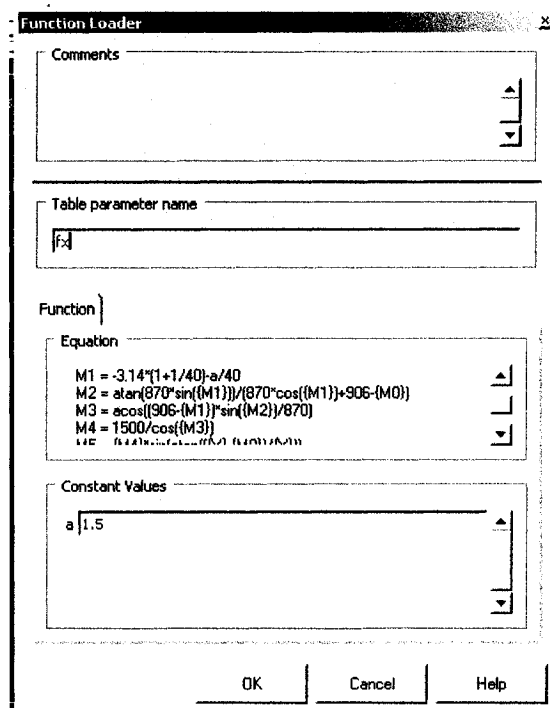 Function Loader
Comments
Table parameter name
fx
Function
Equation
M1 = -3.14*(1+1/40)-a/40
M2 = atan(870*sin({M1}))/(870*cos({M1})+906-{M0})
M3 = acos((906-{M1})*sin({M2})/870)
M4 = 1500/cos({M3})
Constant Values
a 1.5
OK Cancel Help